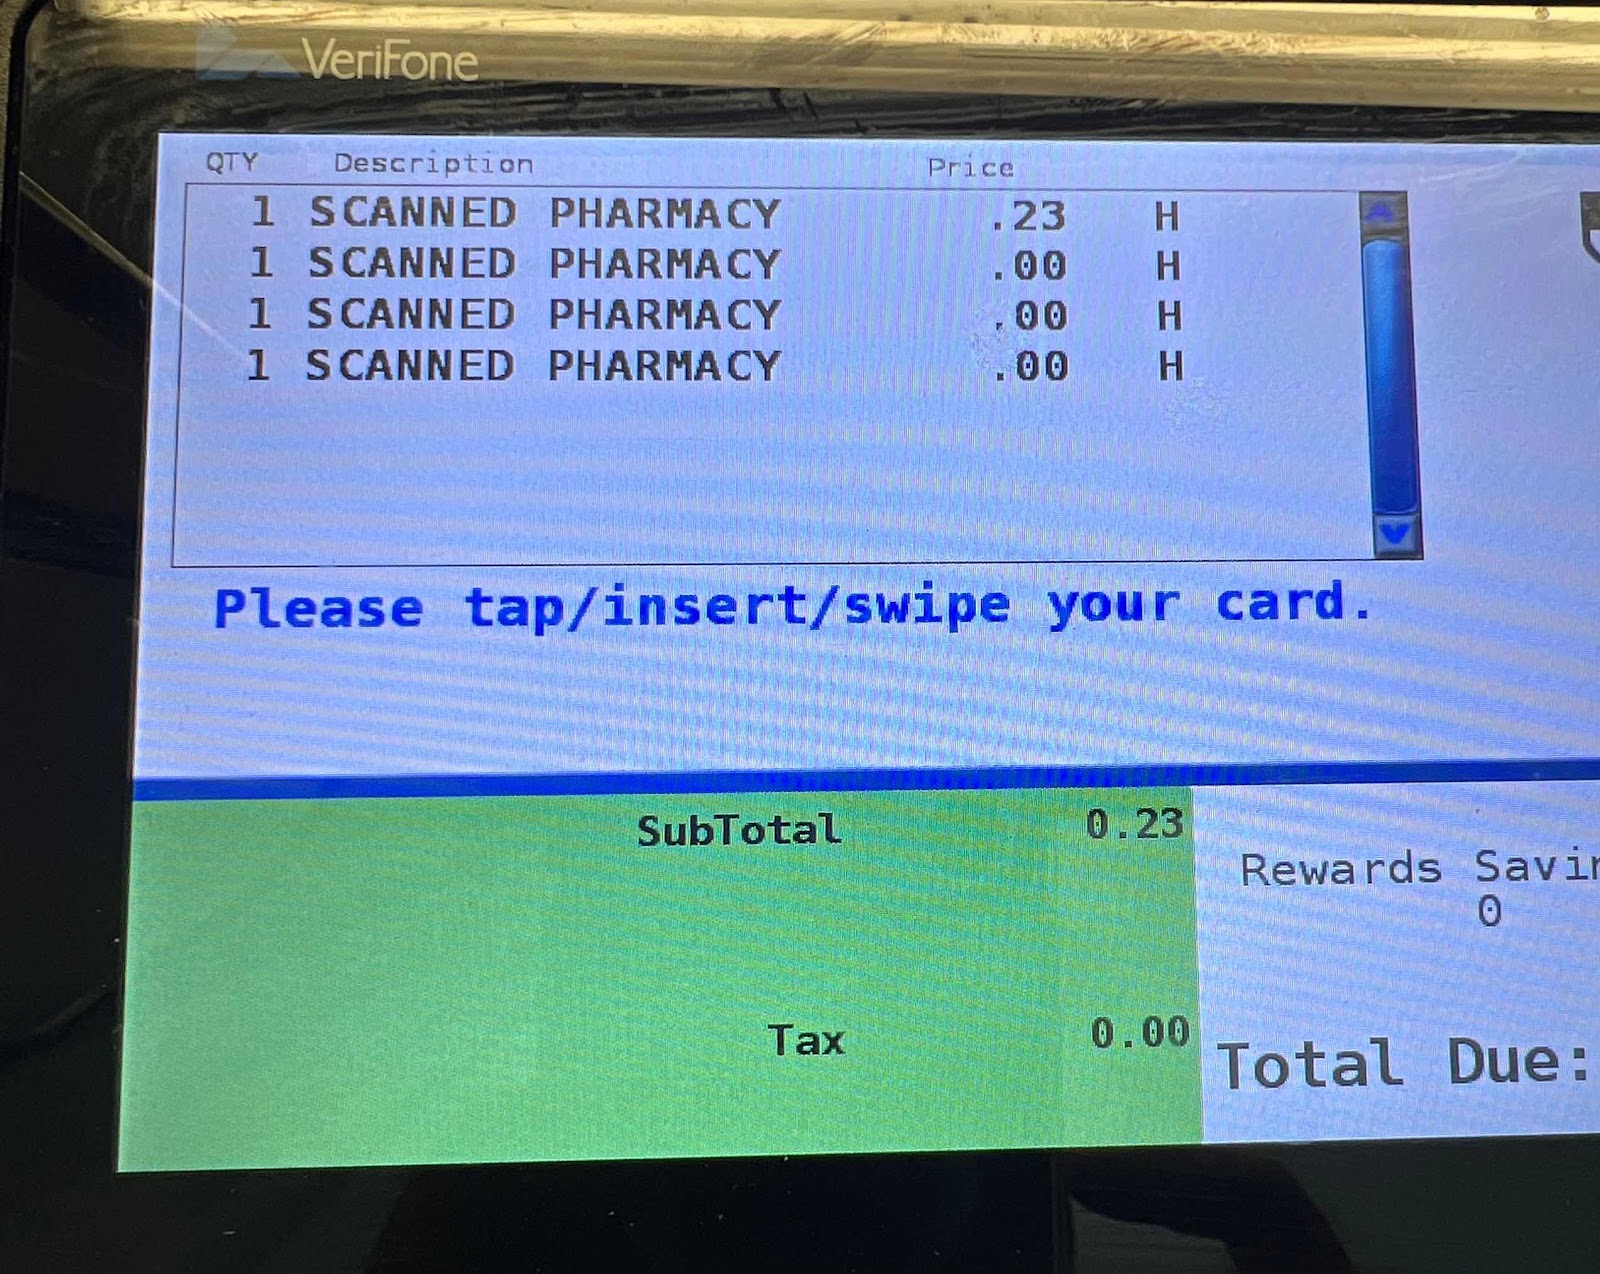 VeriFone
QTY Description Price
1 SCANNED PHARMACY .23 H
1 SCANNED PHARMACY .00 H
1 SCANNED PHARMACY .00 H
1 SCANNED PHARMACY .00 H
Please tap/insert/swipe your card.
SubTotal 0.23
Rewards
0
Tax 0.00
Total Due: